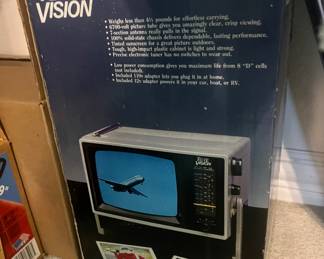 VISION
• Weighs less than 4½ pounds for effortless carrying.
• 6700-volt picture tube gives you amazingly clear, crisp viewing.
• 7-section antenna really pulls in the signal.
• 100% solid-state chassis delivers dependable, lasting performance.
• Tinted sunscreen for a great picture outdoors.
• Tough, high-impact plastic cabinet is light and strong.
• Precise electronic tuner has no switches to wear out.
• Low power consumption gives you maximum life from 8 "D" cells
(not included).
• Included 110v adapter lets you plug it in at home.
• Included 12v adapter powers it in your car, boat, or RV.
VISION